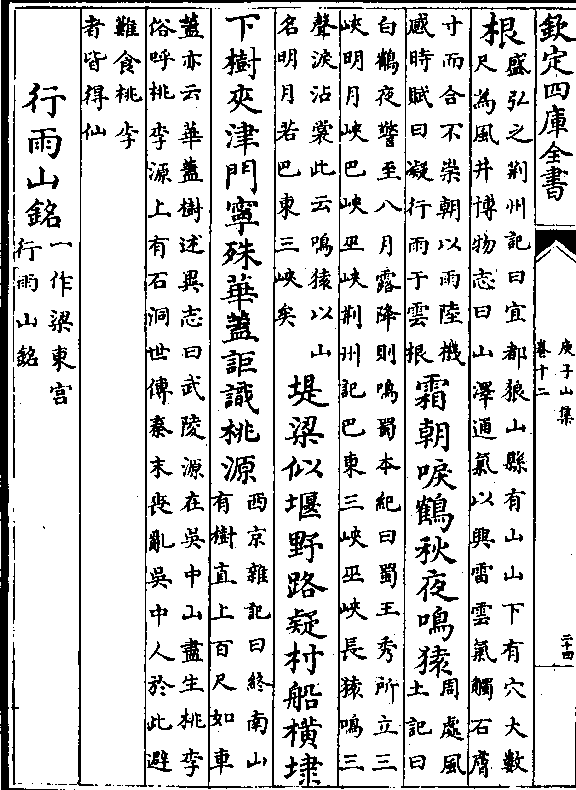 欽定四庫全書
庾子山集
卷十二
二十四
根
盛弘之荆州記曰宜都狼山縣有山山下有穴大數
尺為風井博物志曰山澤通氣以興雷雲氣觸石膚
寸而合不崇朝以雨陸機
感時賦曰凝行雨于雲根
霜朝唳鶴秋夜鳴猿
周處風
土記曰
白鶴夜警至八月露降則鳴蜀本紀曰蜀王秀所立三
峽明月峽巴峽巫峽荆州記巴東三峽巫峽長猿鳴三
聲淚沾裳此云鳴猿以山
名明月若巴東三峽矣
堤梁似堰野路疑村船橫埭
下樹夾津門寧殊華蓋詎識桃源
西京雜記曰終南山
有樹直上百尺如車
蓋亦云華蓋樹述異志曰武陵源在吳中山盡生桃李
俗呼桃李源上有石洞世傳秦末喪亂吳中人於此避
難食桃李
者皆得仙
行雨山銘
一作梁東宫
行雨山銘